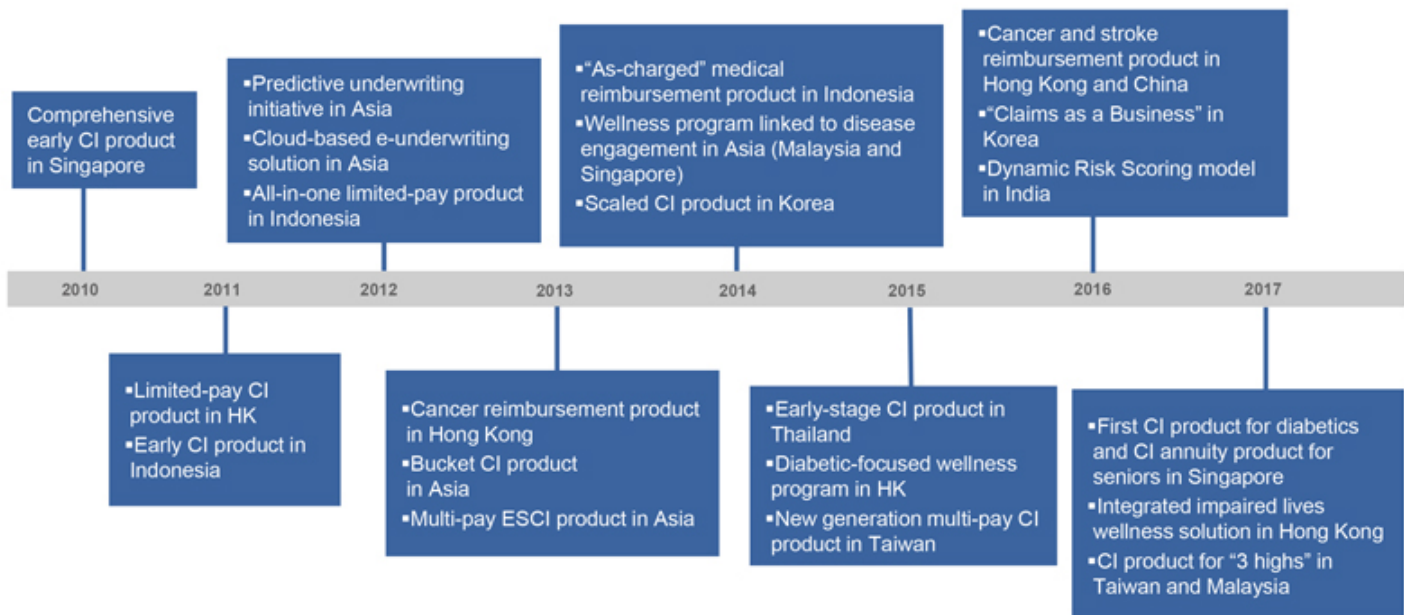 Comprehensive
early CI product
in Singapore
▪Predictive underwriting
initiative in Asia
▪Cloud-based e-underwriting
solution in Asia
▪All-in-one limited-pay product
in Indonesia
▪“As-charged” medical
reimbursement product in Indonesia
▪Wellness program linked to disease
engagement in Asia (Malaysia and
Singapore)
▪Scaled CI product in Korea
▪Cancer and stroke
reimbursement product in
Hong Kong and China
▪“Claims as a Business” in
Korea
▪Dynamic Risk Scoring model
in India
2010 2011 2012 2013 2014 2015 2016 2017
▪Limited-pay CI
product in HK
▪Early CI product in
Indonesia
▪Cancer reimbursement product
in Hong Kong
▪Bucket CI product
in Asia
▪Multi-pay ESCI product in Asia
▪Early-stage CI product in
Thailand
▪Diabetic-focused wellness
program in HK
▪New generation multi-pay CI
product in Taiwan
▪First CI product for diabetics
and CI annuity product for
seniors in Singapore
▪Integrated impaired lives
wellness solution in Hong Kong
▪CI product for “3 highs” in
Taiwan and Malaysia